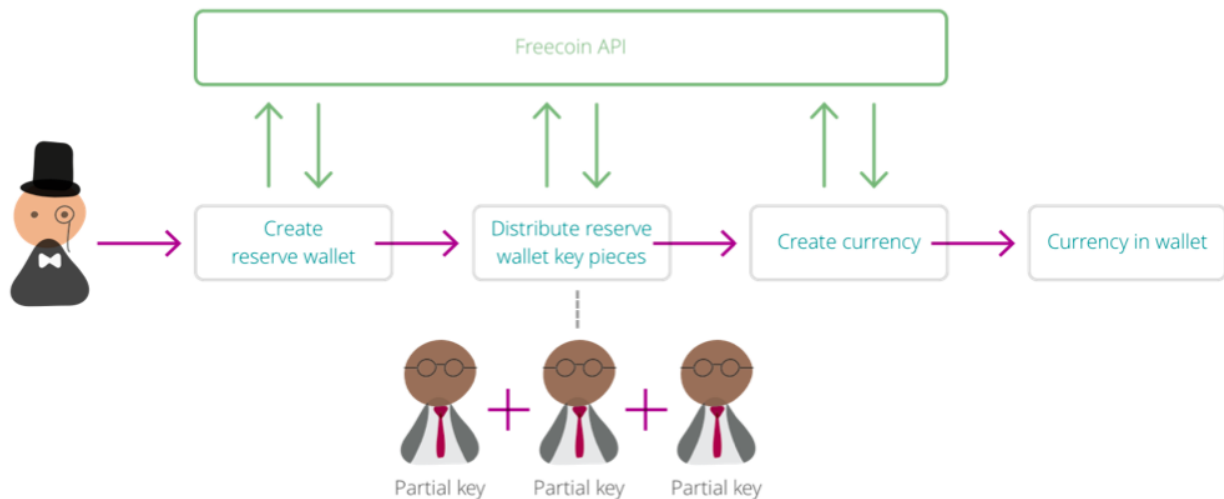 Freecoin API
Create
reserve wallet
Distribute reserve
wallet key pieces
Create currency
Currency in wallet
Partial key
Partial key
Partial key